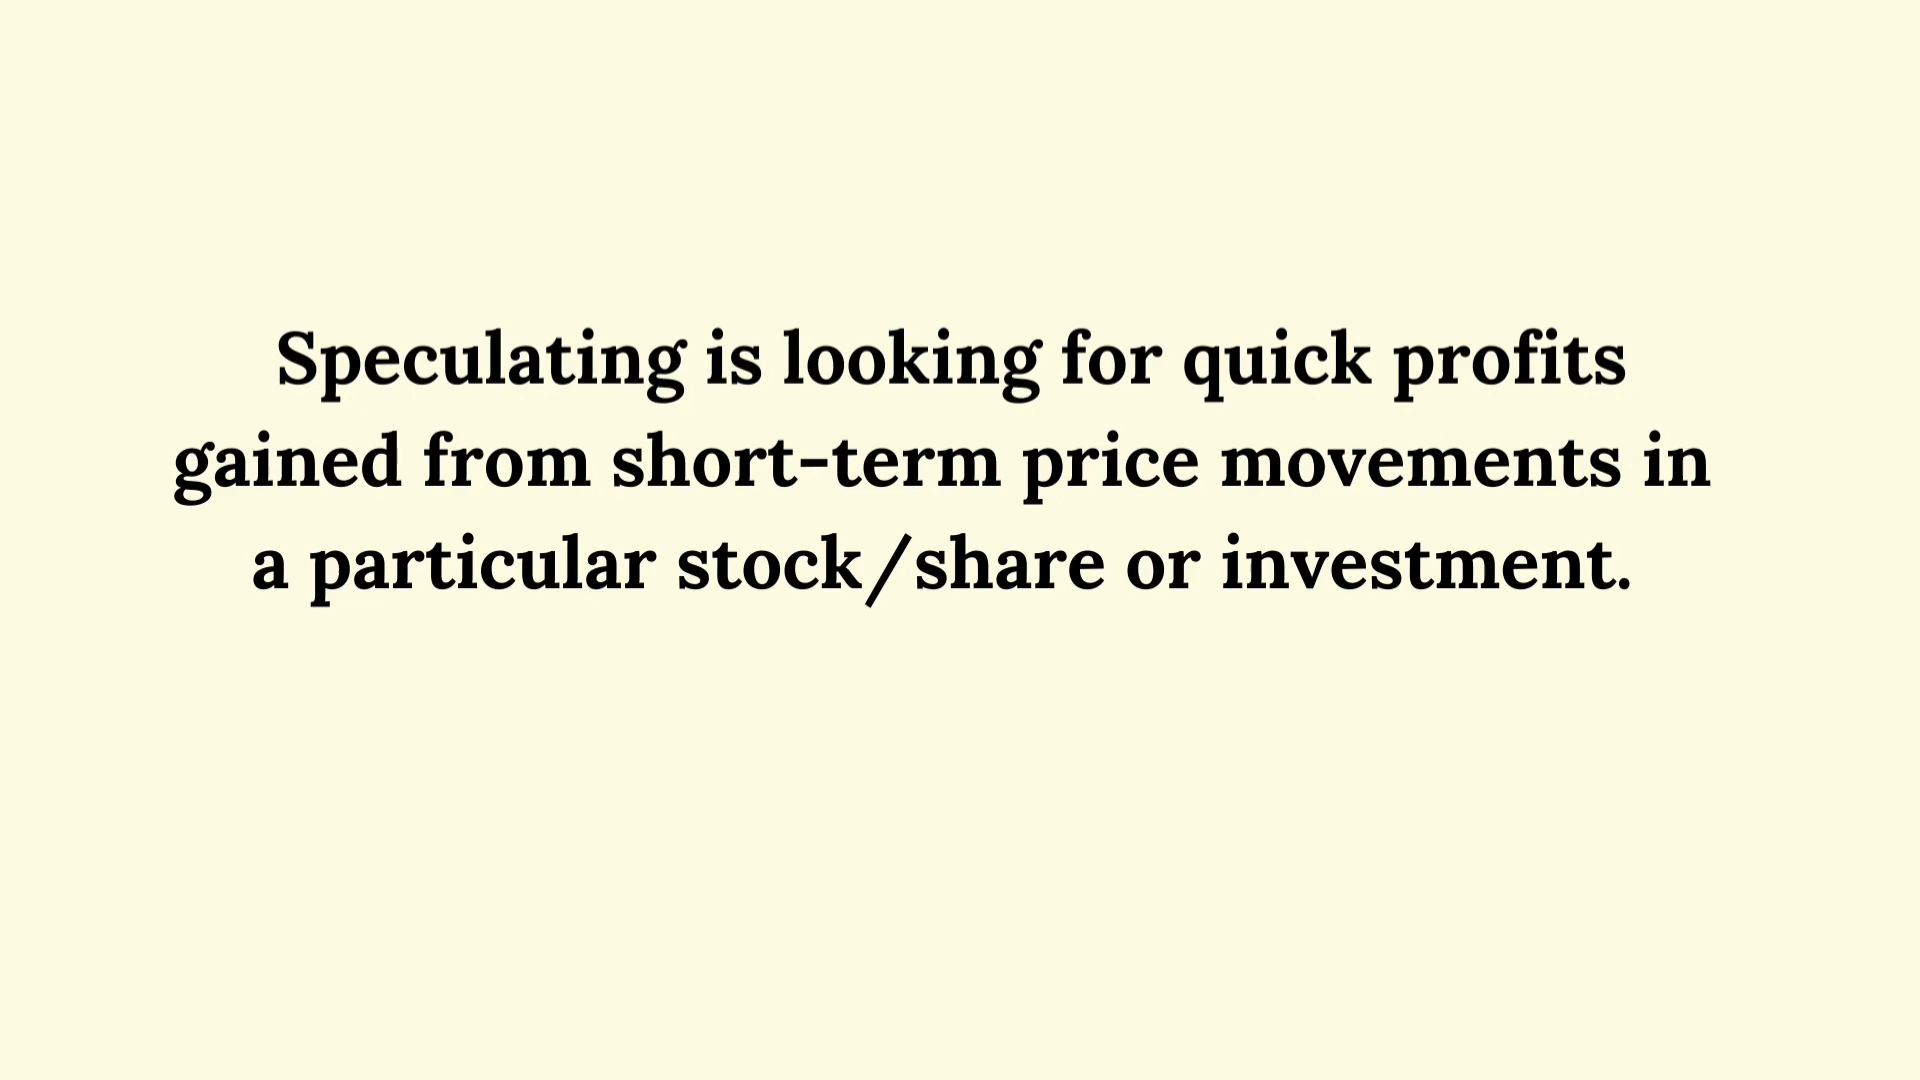 Speculating is looking for quick profits
gained from short-term price movements in
a particular stock/share or investment.